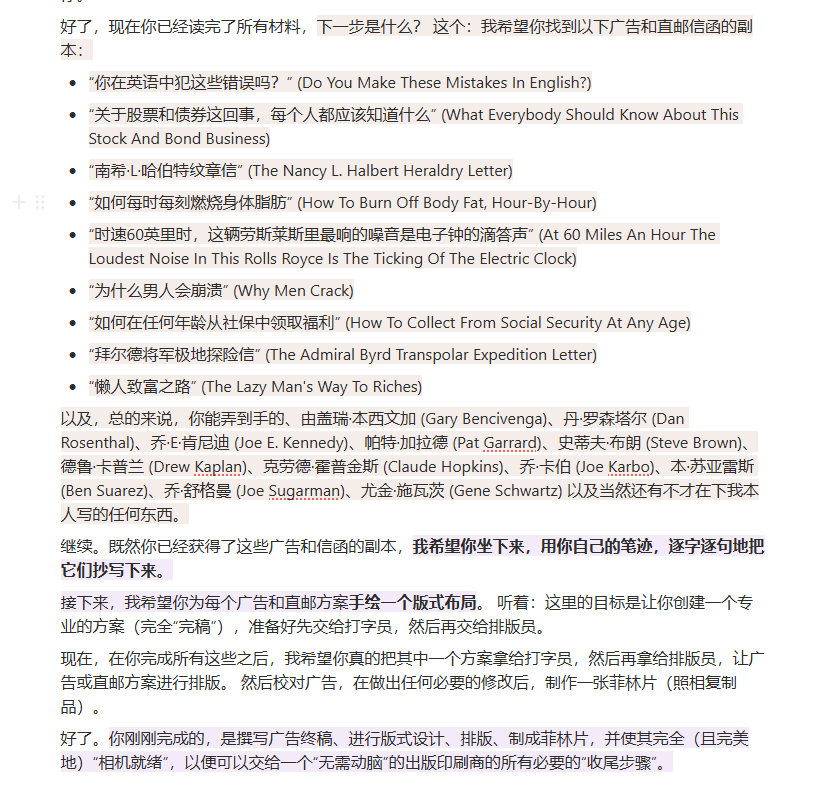 好了，现在你已经读完了所有材料，下一步是什么？ 这个：我希望你找到以下广告和直邮信函的副
本：
“你在英语中犯这些错误吗？” (Do You Make These Mistakes In English?)
“关于股票和债券这回事，每个人都应该知道什么” (What Everybody Should Know About This
Stock And Bond Business)
“南希·L·哈伯特纹章信” (The Nancy L. Halbert Heraldry Letter)
“如何每时每刻燃烧身体脂肪” (How To Burn Off Body Fat, Hour-By-Hour)
“时速60英里时，这辆劳斯莱斯里最响的噪音是电子钟的滴答声” (At 60 Miles An Hour The
Loudest Noise In This Rolls Royce Is The Ticking Of The Electric Clock)
“为什么男人会崩溃” (Why Men Crack)
“如何在任何年龄从社保中领取福利” (How To Collect From Social Security At Any Age)
“拜尔德将军极地探险信” (The Admiral Byrd Transpolar Expedition Letter)
“懒人致富之路” (The Lazy Man's Way To Riches)
以及，总的来说，你能弄到手的、由盖瑞·本西文加 (Gary Bencivenga)、丹·罗森塔尔 (Dan
Rosenthal)、乔·E·肯尼迪 (Joe E. Kennedy)、帕特·加拉德 (Pat Garrard)、史蒂夫·布朗 (Steve Brown)、
德鲁·卡普兰 (Drew Kaplan)、克劳德·霍普金斯 (Claude Hopkins)、乔·卡伯 (Joe Karbo)、本·苏亚雷斯
(Ben Suarez)、乔·舒格曼 (Joe Sugarman)、尤金·施瓦茨 (Gene Schwartz) 以及当然还有不才在下我本
人写的任何东西。
继续。既然你已经获得了这些广告和信函的副本，我希望你坐下来，用你自己的笔迹，逐字逐句地把
它们抄写下来。
接下来，我希望你为每个广告和直邮方案手绘一个版式布局。 听着：这里的目标是让你创建一个专
业的方案（完全“完稿”），准备好先交给打字员，然后再交给排版员。
现在，在你完成所有这些之后，我希望你真的把其中一个方案拿给打字员，然后再拿给排版员，让广
告或直邮方案进行排版。 然后校对广告，在做出任何必要的修改后，制作一张菲林片（照相复制
品）。
好了。你刚刚完成的，是撰写广告终稿、进行版式设计、排版、制成菲林片，并使其完全（且完美
地）“相机就绪”，以便可以交给一个“无需动脑”的出版印刷商的所有必要的“收尾步骤”。